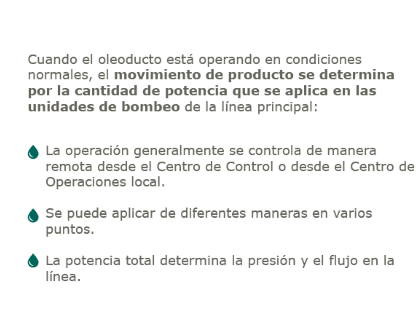 Cuando el oleoducto está operando en condiciones
normales, el movimiento de producto se determina
por la cantidad de potencia que se aplica en las
unidades de bombeo de la línea principal:
La operación generalmente se controla de manera
remota desde el Centro de Control o desde el Centro de
Operaciones local.
Se puede aplicar de diferentes maneras en varios
puntos.
La potencia total determina la presión y el flujo en la
línea.